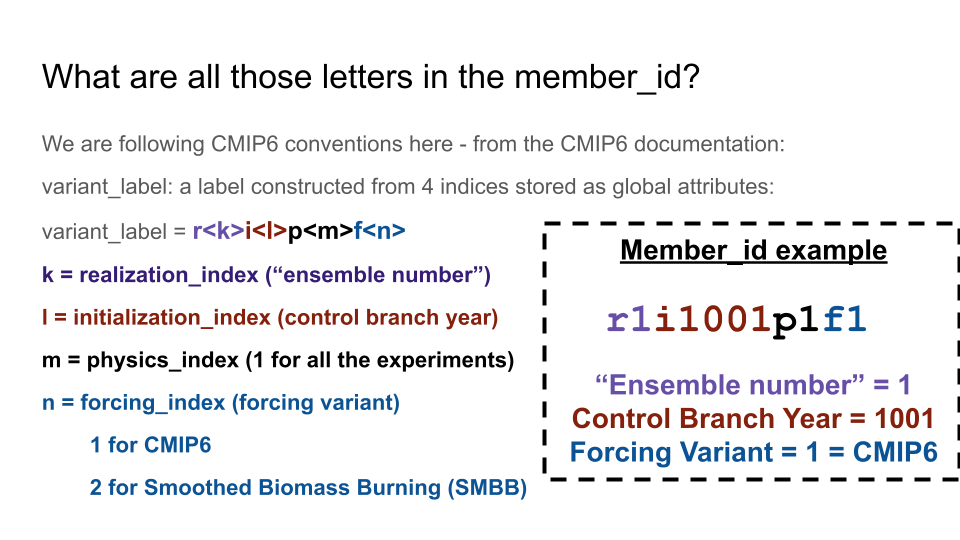 What are all those letters in the member_id?
We are following CMIP6 conventions here - from the CMIP6 documentation:
variant_label: a label constructed from 4 indices stored as global attributes:
variant_label = r<k>i<l>p<m>f<n>
k = realization_index (“ensemble number”)
l = initialization_index (control branch year)
m = physics_index (1 for all the experiments)
n = forcing_index (forcing variant)
1 for CMIP6
2 for Smoothed Biomass Burning (SMBB)
Member_id example
r1i1001p1f1
“Ensemble number” = 1
Control Branch Year = 1001
Forcing Variant = 1 = CMIP6